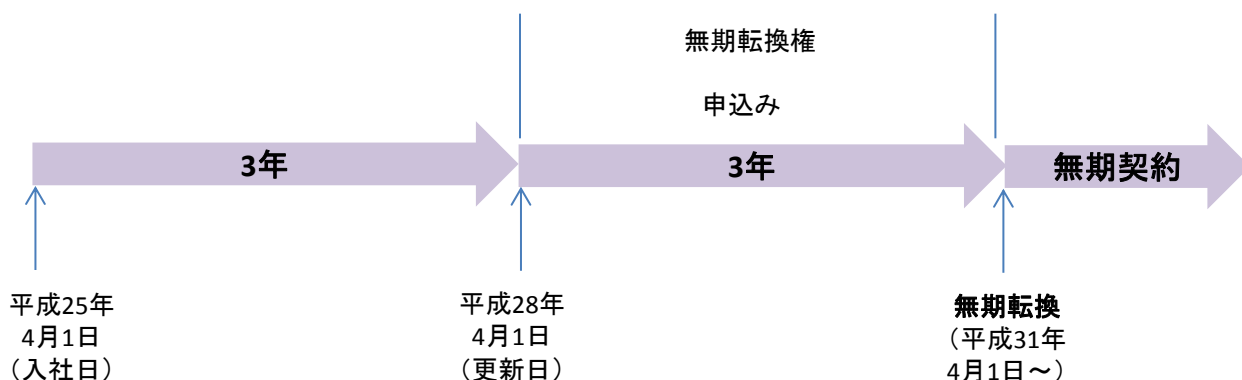 無期転換権
申込み
3年
3年
無期契約
平成25年
4月1日
（入社日）
平成28年
4月1日
（更新日）
無期転換
（平成31年
4月1日～）